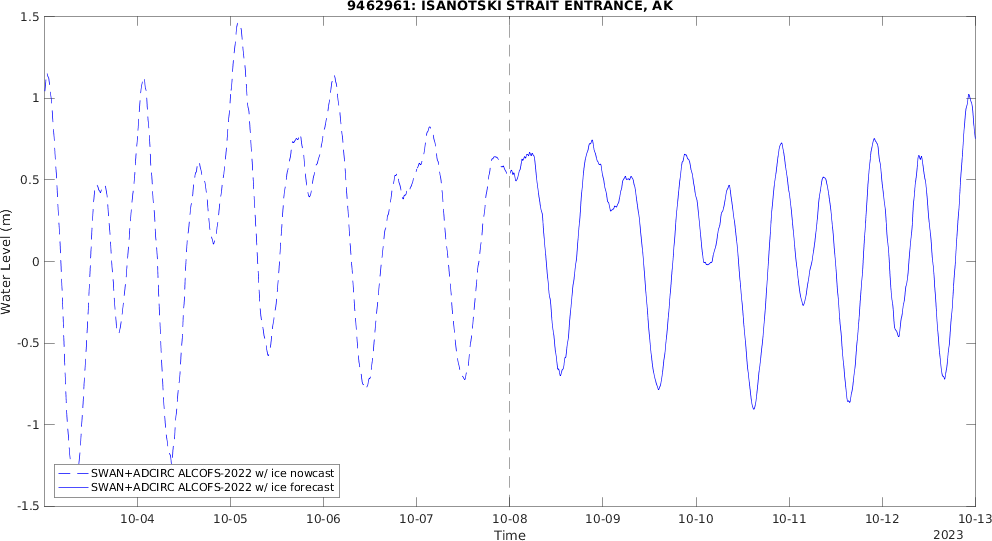 9462961: ISANOTSKI STRAIT ENTRANCE, AK
1.5
1
0.5
0
-0.5
-1
-1.5
Water Level (m)
SWAN+ADCIRC ALCOFS-2022 w/ ice nowcast
SWAN+ADCIRC ALCOFS-2022 w/ ice forecast
10-04 10-05 10-06 10-07 10-08 10-09 10-10 10-11 10-12 10-13
Time
2023